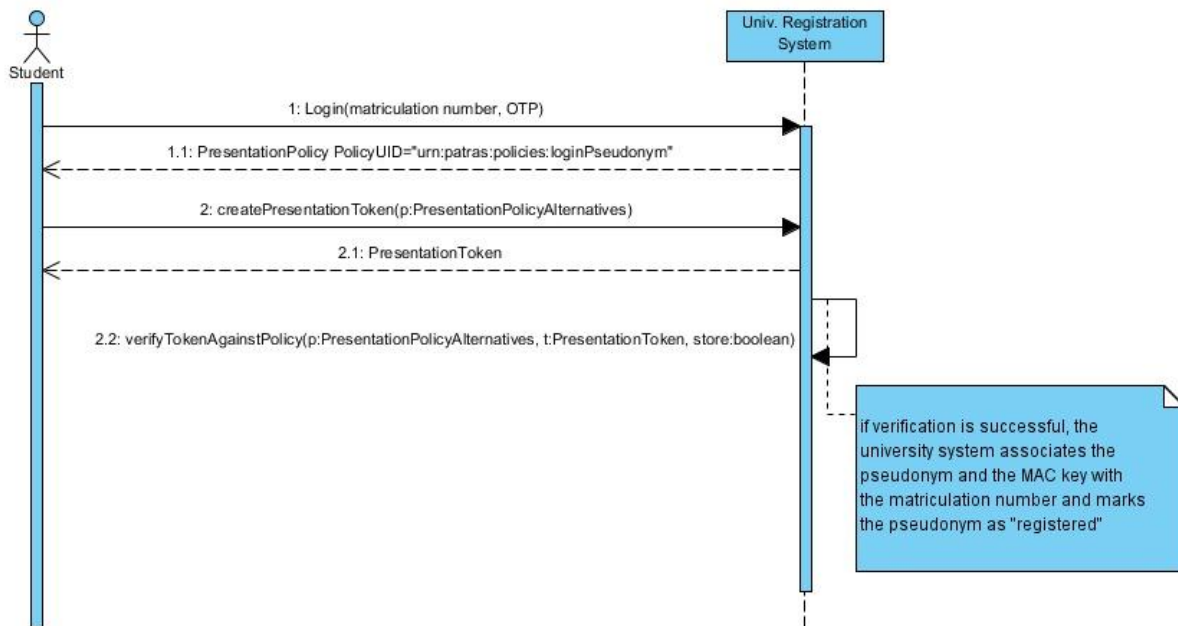 Univ. Registration
System
Student
1: Login(matriculation number, OTP)
1.1: PresentationPolicy PolicyUID="urn:patras:policies:loginPseudonym"
2: createPresentationToken(p:PresentationPolicyAlternatives)
2.1: PresentationToken
2.2: verifyTokenAgainstPolicy(p:PresentationPolicyAlternatives, t:PresentationToken, store:boolean)
if verification is successful, the
university system associates the
pseudonym and the MAC key with
the matriculation number and marks
the pseudonym as "registered"